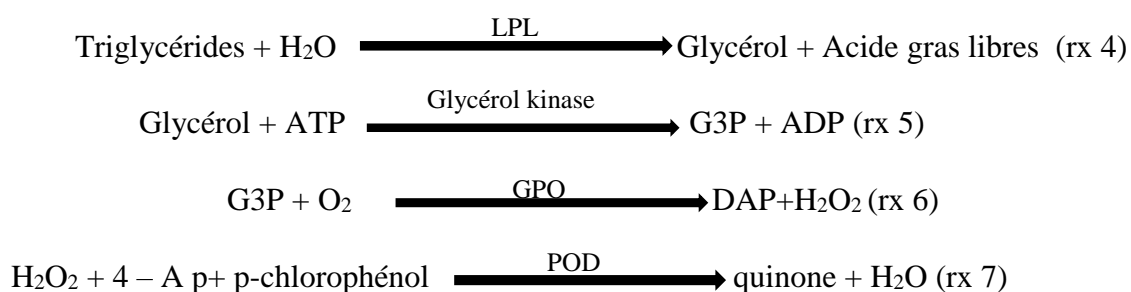 LPL
Triglycérides + H₂O Glycérol + Acide gras libres (rx 4)
Glycérol kinase
Glycérol + ATP G3P + ADP (rx 5)
GPO
G3P + O₂ DAP+H₂O₂ (rx 6)
POD
H₂O₂ + 4 – A p+ p-chlorophénol quinone + H₂O (rx 7)